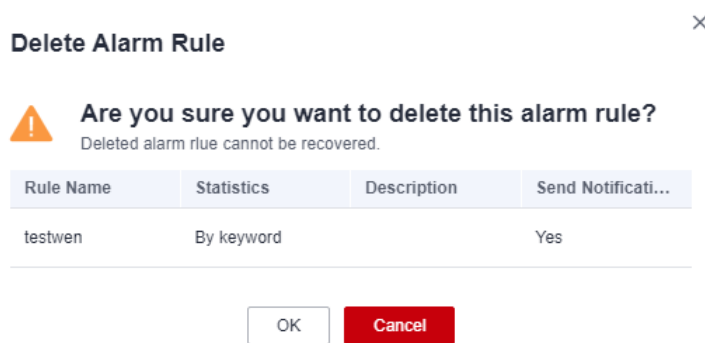 Delete Alarm Rule
Are you sure you want to delete this alarm rule?
Deleted alarm rlue cannot be recovered.
Rule Name Statistics Description Send Notificati...
testwen By keyword Yes
OK Cancel